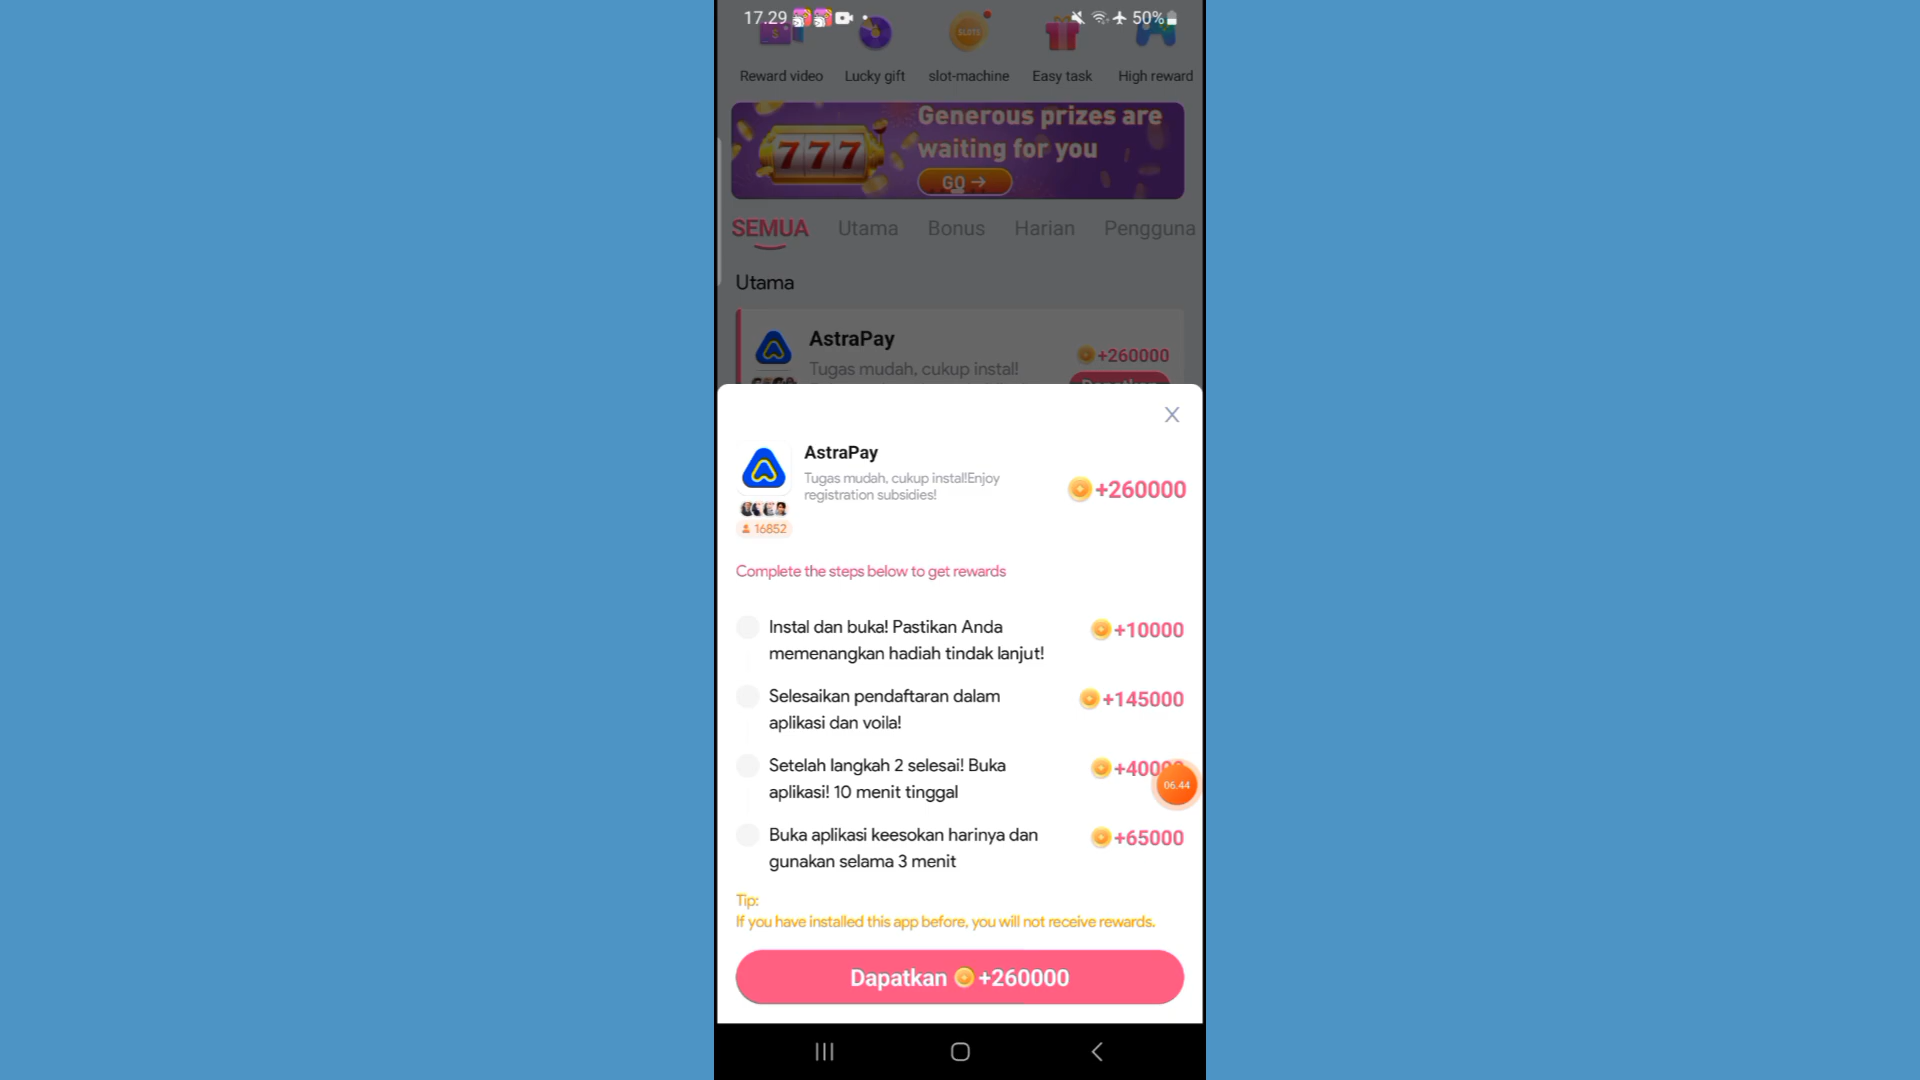 17.29
50%
Reward video
Lucky gift
slot-machine
Easy task
High reward
SLOTS
777
Generous prizes are
waiting for you
GO →
SEMUA
Utama
Bonus
Harian
Pengguna
Utama
AstraPay
Tugas mudah, cukup instal!
+260000
Dapatkan
AstraPay
Tugas mudah, cukup instal!Enjoy
registration subsidies!
+260000
16852
Complete the steps below to get rewards
Instal dan buka! Pastikan Anda
memenangkan hadiah tindak lanjut!
+10000
Selesaikan pendaftaran dalam
aplikasi dan voila!
+145000
Setelah langkah 2 selesai! Buka
aplikasi! 10 menit tinggal
+40000
06.44
Buka aplikasi keesokan harinya dan
gunakan selama 3 menit
+65000
Tip:
If you have installed this app before, you will not receive rewards.
Dapatkan +260000